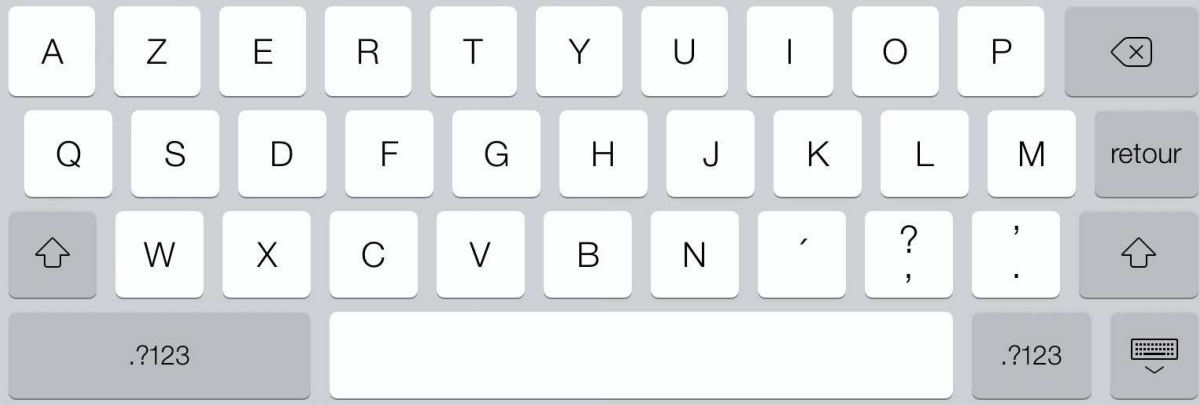 A Z E R T Y U I O P
Q S D F G H J K L M retour
W X C V B N ´ ? , ’ .
.?123 .?123